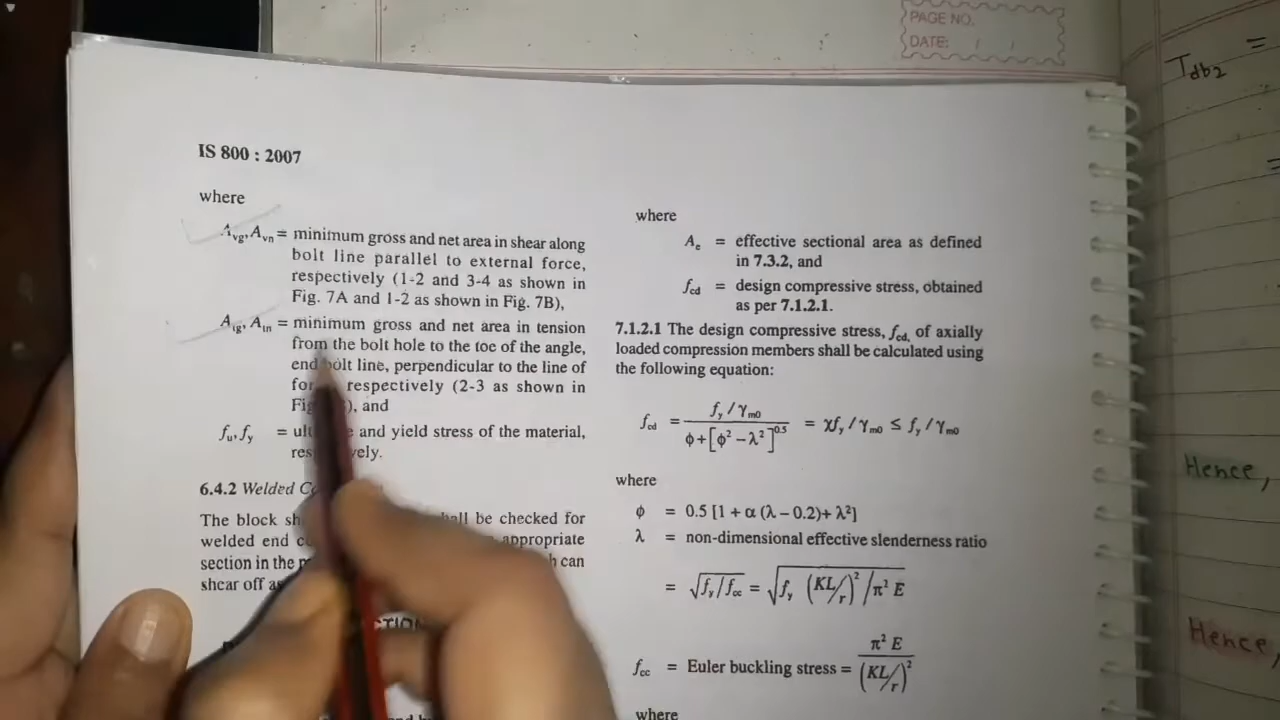 PAGE NO.
DATE: / /
T db2 =
=
IS 800 : 2007
where
Avg, Avn = minimum gross and net area in shear along
bolt line parallel to external force,
respectively (1-2 and 3-4 as shown in
Fig. 7A and 1-2 as shown in Fig. 7B),
Atg, Atn = minimum gross and net area in tension
from the bolt hole to the toe of the angle,
end bolt line, perpendicular to the line of
respectively (2-3 as shown in
and
fu, fy = and yield stress of the material,
6.4.2 Welded
The block shall be checked for
welded end appropriate
section in the can
shear off
where
Ae = effective sectional area as defined
in 7.3.2, and
fcd = design compressive stress, obtained
as per 7.1.2.1.
7.1.2.1 The design compressive stress, fcd, of axially
loaded compression members shall be calculated using
the following equation:
fcd = fy / γm0 / ϕ + [ϕ² – λ²]^0.5 = χfy / γm0 ≤ fy / γm0
where
ϕ = 0.5 [1 + α (λ – 0.2)+ λ²]
λ = non-dimensional effective slenderness ratio
= √fy / fcc = √fy (KL/r)² / π² E
fcc = Euler buckling stress = π² E / (KL/r)²
where
Hence,
Hence,